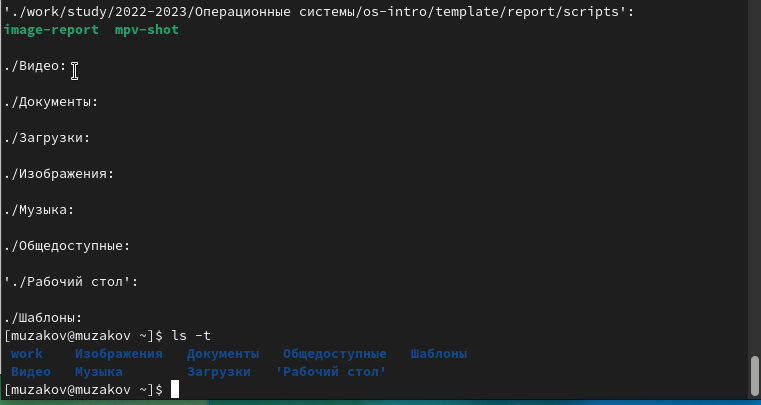 './work/study/2022-2023/Операционные системы/os-intro/template/report/scripts':
image-report  mpv-shot
./Видео:
./Документы:
./Загрузки:
./Изображения:
./Музыка:
./Общедоступные:
'./Рабочий стол':
./Шаблоны:
[muzakov@muzakov ~]$ ls -t
work    Изображения   Документы   Общедоступные   Шаблоны
Видео   Музыка        Загрузки   'Рабочий стол'
[muzakov@muzakov ~]$